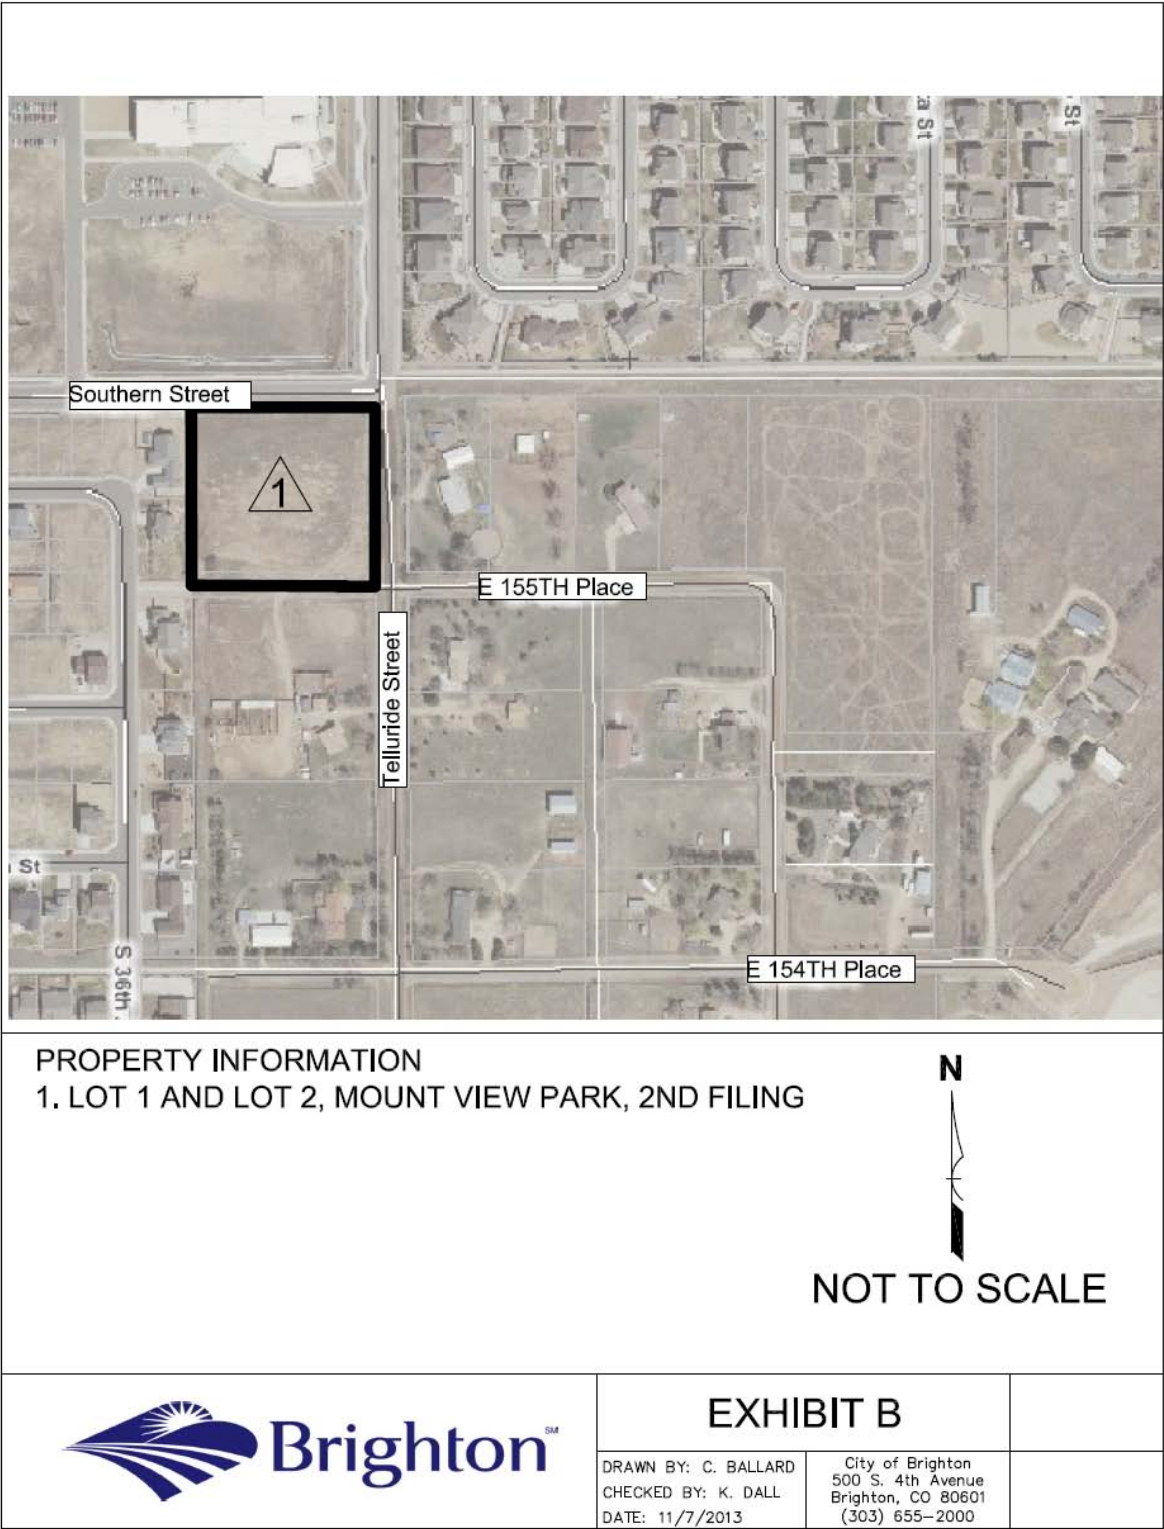 St
Southern Street
1
E 155TH Place
Telluride Street
St
S 36th
E 154TH Place
PROPERTY INFORMATION
1. LOT 1 AND LOT 2, MOUNT VIEW PARK, 2ND FILING
N
NOT TO SCALE
Brighton SM
EXHIBIT B
DRAWN BY: C. BALLARD
CHECKED BY: K. DALL
DATE: 11/7/2013
City of Brighton
500 S. 4th Avenue
Brighton, CO 80601
(303) 655-2000